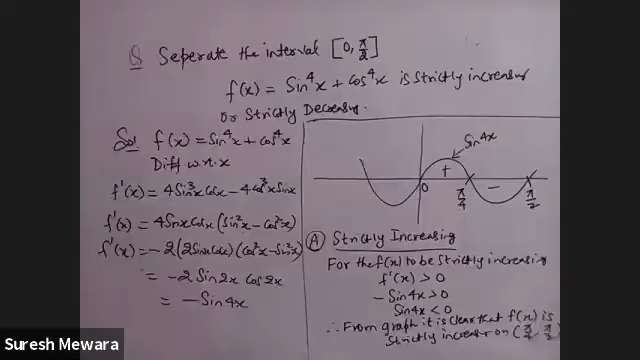 Q Seperate the interval [0, π/2]
f(x) = Sin⁴x + cos⁴x is strictly increasing
or strictly Decreasing.
Sol. f(x) = Sin⁴x + cos⁴x
Diff w.r.x
f'(x) = 4Sin³x cosx - 4cos³x sinx
f'(x) = 4Sinx cosx (sin²x - cos²x)
f'(x) = -2(2Sinx cosx)(cos²x - sin²x)
= -2 Sin2x cos2x
= - Sin4x
Sin4x
+
0 π/4 - π/2
(A) Strictly Increasing
For the f(x) to be strictly increasing
f'(x) > 0
- Sin4x > 0
Sin4x < 0
∴ From graph it is clear that f(x) is
strictly increasing on (π/4, π/2)
Suresh Mewara